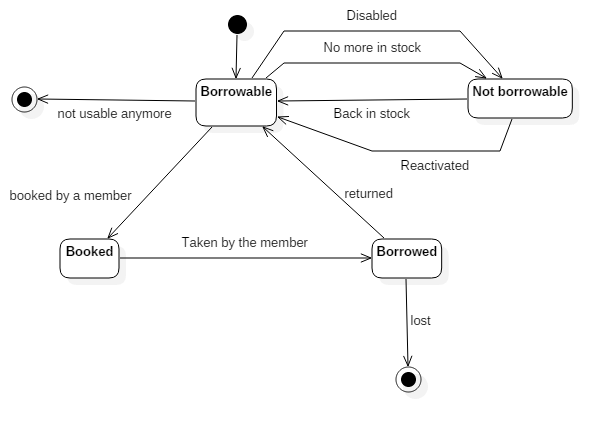 Disabled
No more in stock
Borrowable
Not borrowable
not usable anymore
Back in stock
Reactivated
booked by a member
returned
Taken by the member
Booked
Borrowed
lost